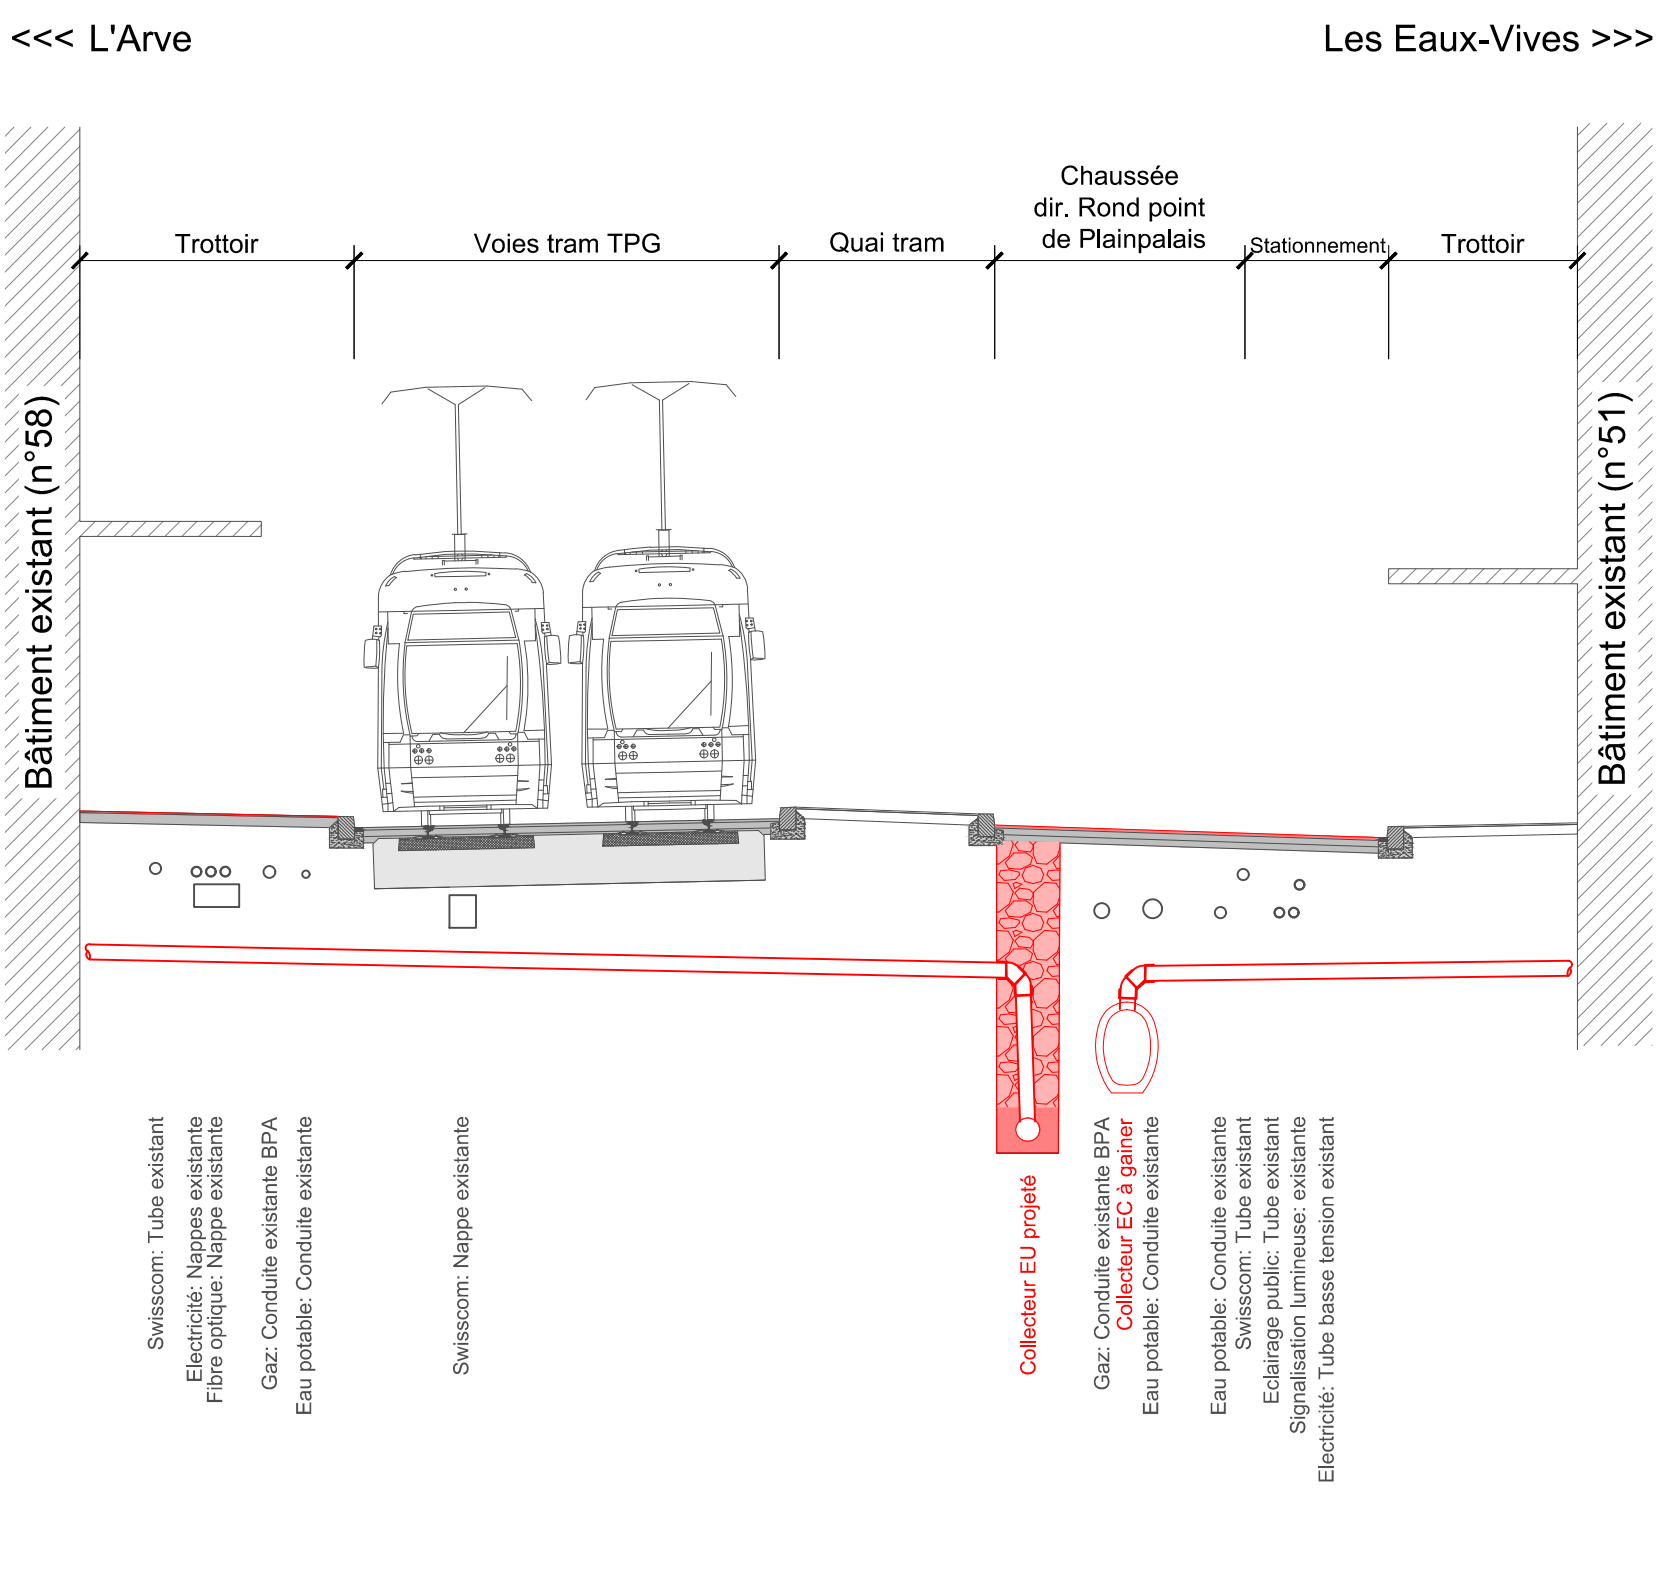 <<< L'Arve
Les Eaux-Vives >>>
Chaussée
dir. Rond point
de Plainpalais
Trottoir
Voies tram TPG
Quai tram
Stationnement
Trottoir
Bâtiment existant (n°58)
Bâtiment existant (n°51)
Swisscom: Tube existant
Electricité: Nappes existante
Fibre optique: Nappe existante
Gaz: Conduite existante BPA
Eau potable: Conduite existante
Swisscom: Nappe existante
Collecteur EU projeté
Gaz: Conduite existante BPA
Collecteur EC à gainer
Eau potable: Conduite existante
Eau potable: Conduite existante
Swisscom: Tube existant
Eclairage public: Tube existant
Signalisation lumineuse: existante
Electricité: Tube basse tension existant